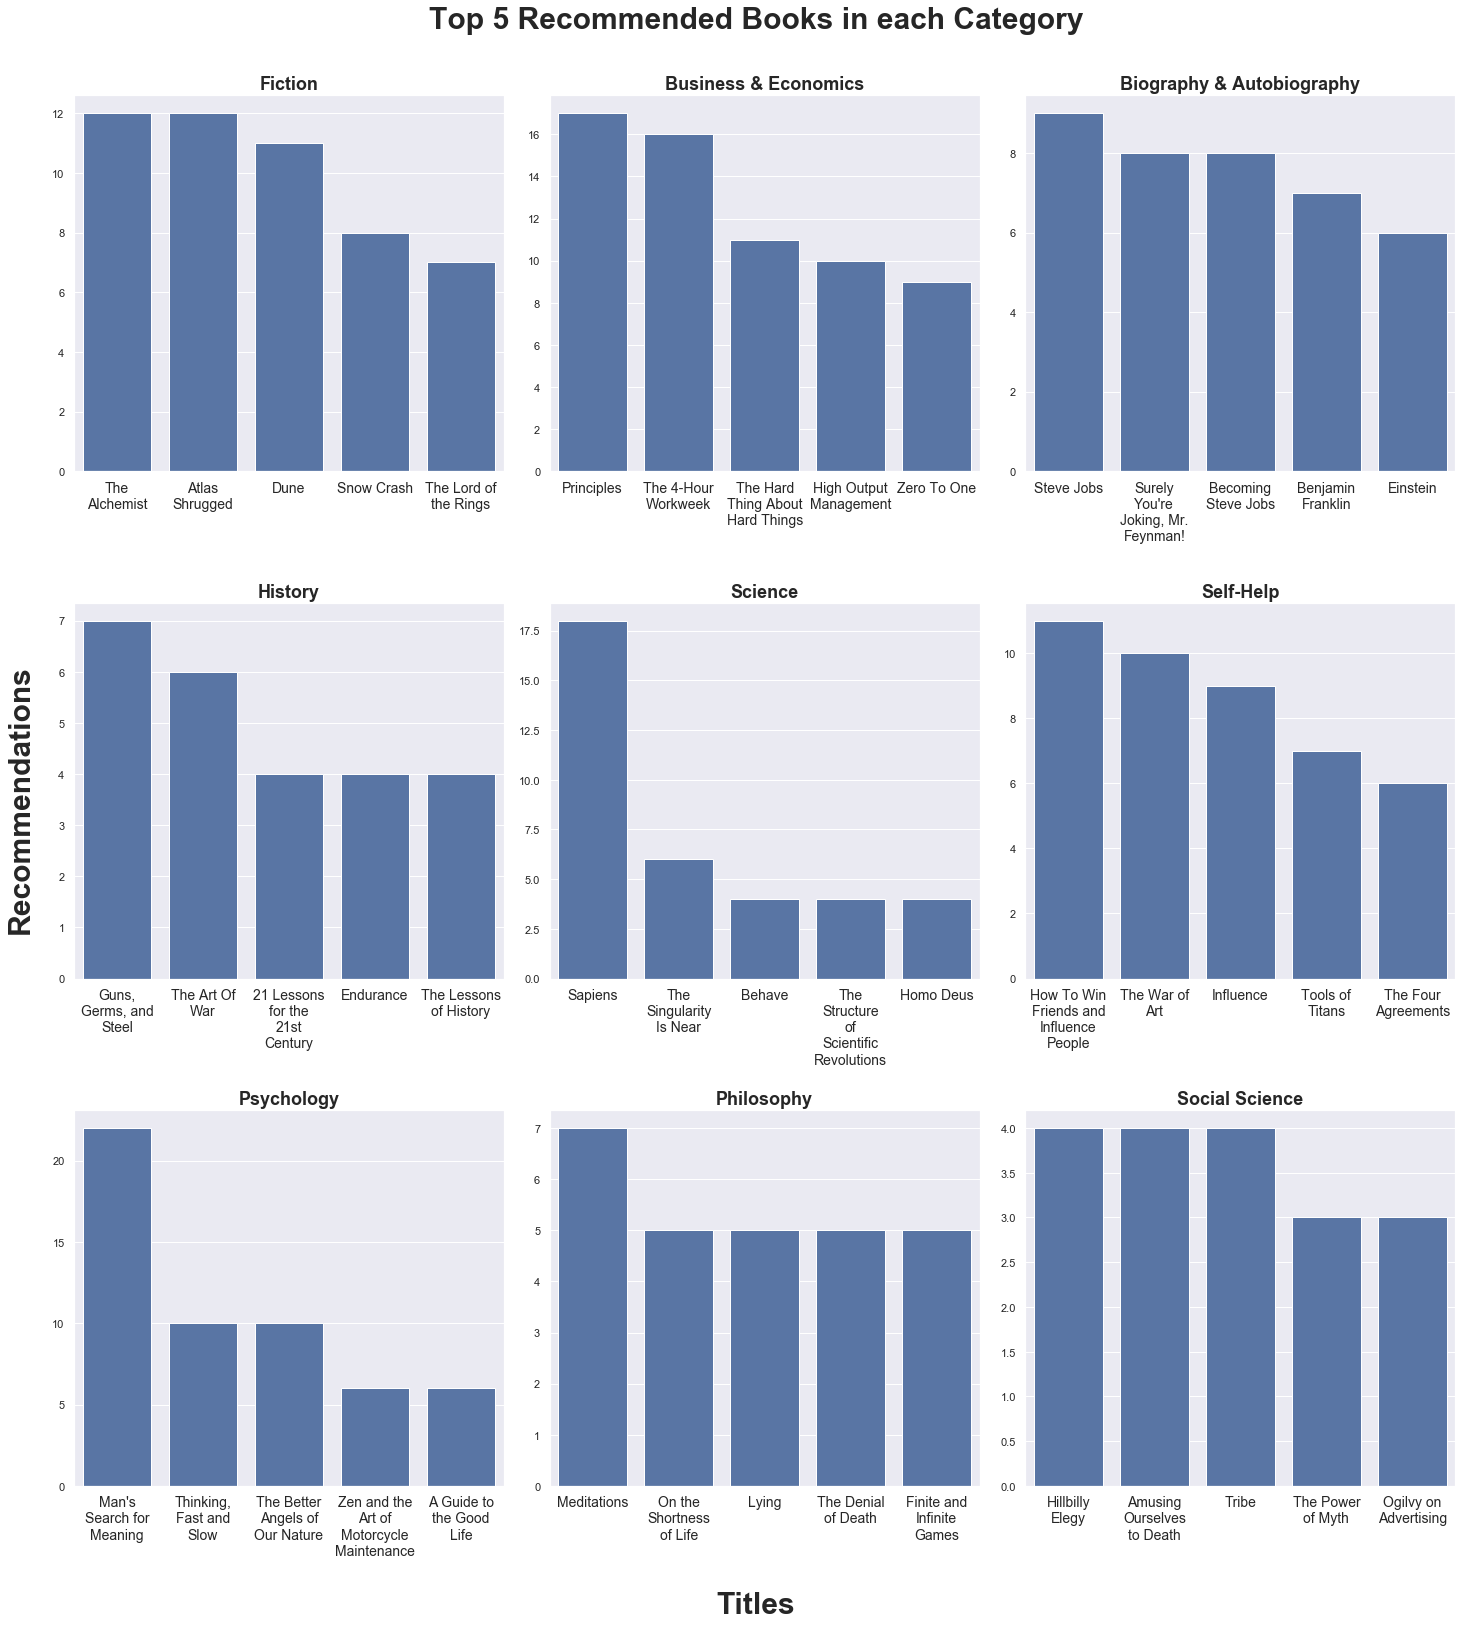 Top 5 Recommended Books in each Category
Fiction
12
10
8
6
4
2
0
The
Alchemist
Atlas
Shrugged
Dune
Snow Crash
The Lord of
the Rings
Business & Economics
16
14
12
10
8
6
4
2
0
Principles
The 4-Hour
Workweek
The Hard
Thing About
Hard Things
High Output
Management
Zero To One
Biography & Autobiography
8
6
4
2
0
Steve Jobs
Surely
You're
Joking, Mr.
Feynman!
Becoming
Steve Jobs
Benjamin
Franklin
Einstein
Recommendations
History
7
6
5
4
3
2
1
0
Guns,
Germs, and
Steel
The Art Of
War
21 Lessons
for the
21st
Century
Endurance
The Lessons
of History
Science
17.5
15.0
12.5
10.0
7.5
5.0
2.5
0.0
Sapiens
The
Singularity
Is Near
Behave
The
Structure
of
Scientific
Revolutions
Homo Deus
Self-Help
10
8
6
4
2
0
How To Win
Friends and
Influence
People
The War of
Art
Influence
Tools of
Titans
The Four
Agreements
Psychology
20
15
10
5
0
Man's
Search for
Meaning
Thinking,
Fast and
Slow
The Better
Angels of
Our Nature
Zen and the
Art of
Motorcycle
Maintenance
A Guide to
the Good
Life
Philosophy
7
6
5
4
3
2
1
0
Meditations
On the
Shortness
of Life
Lying
The Denial
of Death
Finite and
Infinite
Games
Social Science
4.0
3.5
3.0
2.5
2.0
1.5
1.0
0.5
0.0
Hillbilly
Elegy
Amusing
Ourselves
to Death
Tribe
The Power
of Myth
Ogilvy on
Advertising
Titles